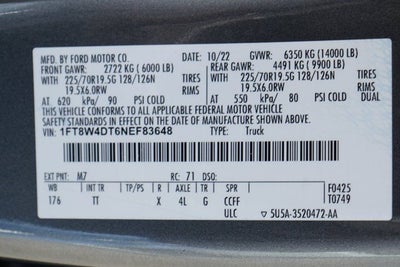 MFD. BY FORD MOTOR CO. 10/22 GVWR: 6350 KG (14000 LB)
FRONT GAWR: 2722 KG (6000 LB) REAR GAWR: 4491 KG (9900 LB)
225/70R19.5G 128/126N TIRES 225/70R19.5G 128/126N
19.5X6.0RW RIMS 19.5X6.0RW RIMS
AT 620 kPa/ 90 PSI COLD AT 550 kPa/ 80 PSI COLD DUAL
THIS VEHICLE CONFORMS TO ALL APPLICABLE FEDERAL MOTOR VEHICLE
SAFETY STANDARDS IN EFFECT ON THE DATE OF MANUFACTURE SHOWN ABOVE.
VIN: 1FT8W4DT6NEF83648 TYPE: Truck
EXT PNT: M7 RC: 71 DSO:
WB INT TR TP/PS R AXLE TR SPR F0425
176 TT X 4L G CCFF T0749
ULC 5U5A-3520472-AA